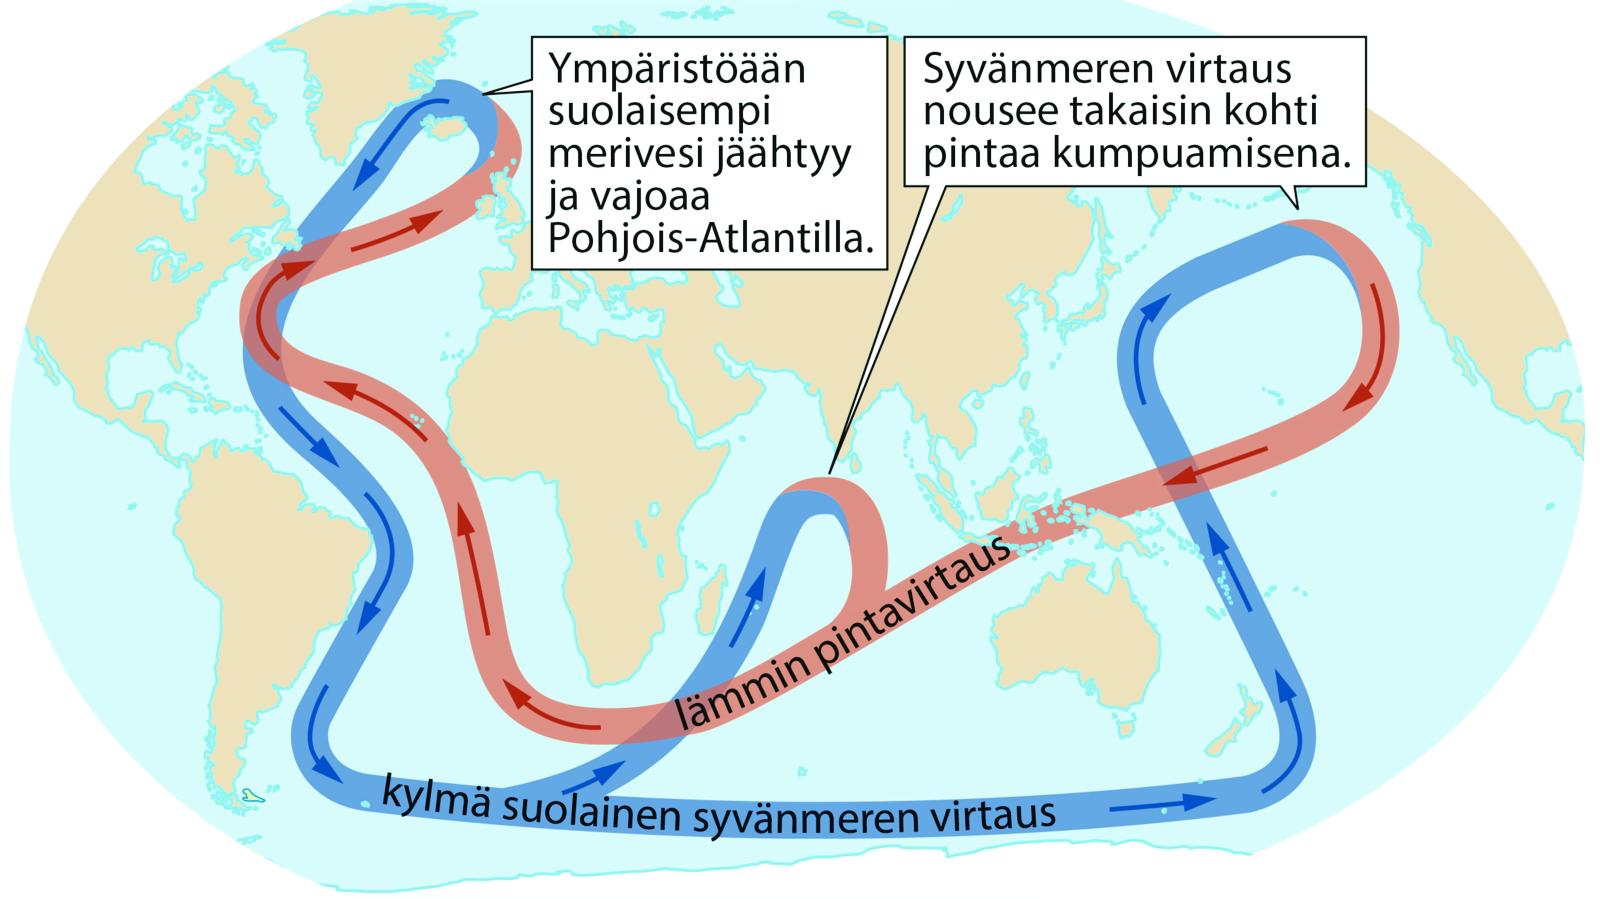 Ympäristöään
suolaisempi
merivesi jäähtyy
ja vajoaa
Pohjois-Atlantilla.
Syvänmeren virtaus
nousee takaisin kohti
pintaa kumpuamisena.
lämmin pintavirtaus
kylmä suolainen syvänmeren virtaus